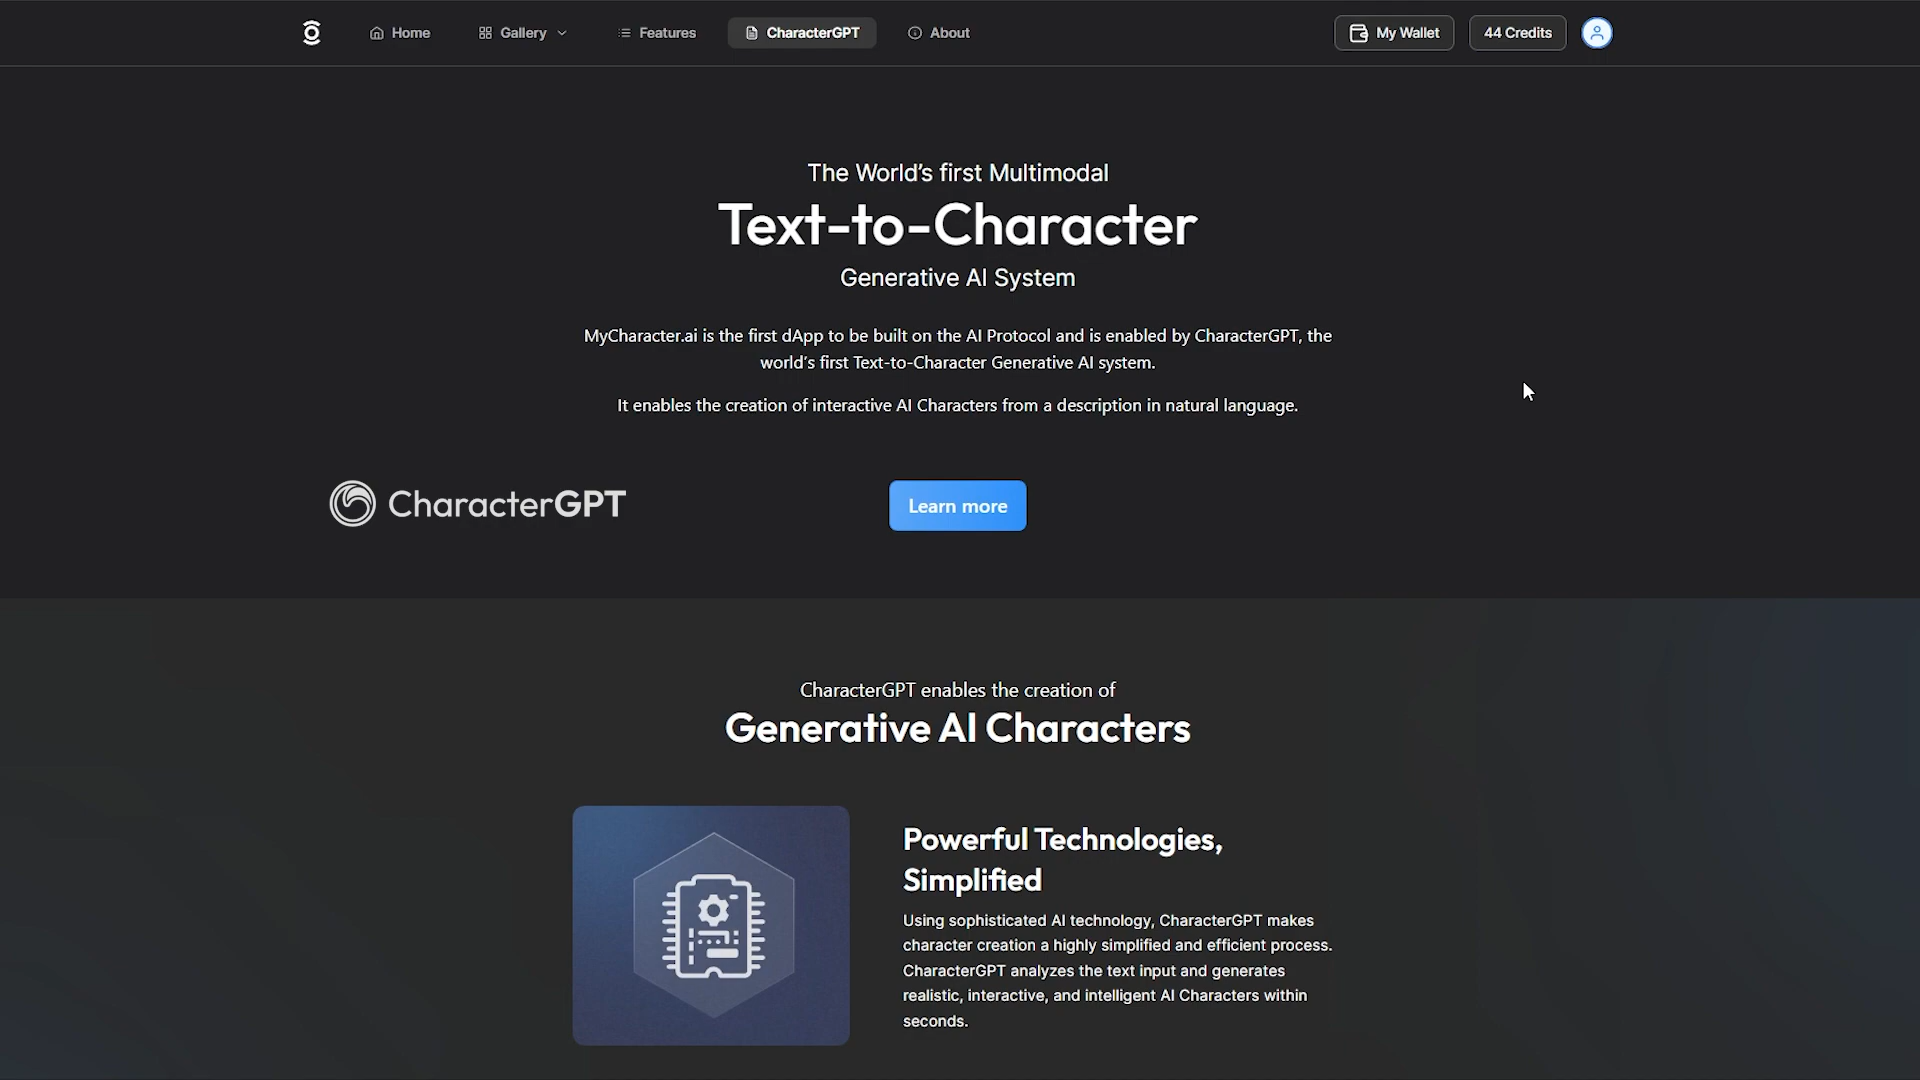 Home
Gallery
Features
CharacterGPT
About
My Wallet
44 Credits
The World’s first Multimodal
Text-to-Character
Generative AI System
MyCharacter.ai is the first dApp to be built on the AI Protocol and is enabled by CharacterGPT, the
world’s first Text-to-Character Generative AI system.
It enables the creation of interactive AI Characters from a description in natural language.
CharacterGPT
Learn more
CharacterGPT enables the creation of
Generative AI Characters
Powerful Technologies,
Simplified
Using sophisticated AI technology, CharacterGPT makes
character creation a highly simplified and efficient process.
CharacterGPT analyzes the text input and generates
realistic, interactive, and intelligent AI Characters within
seconds.